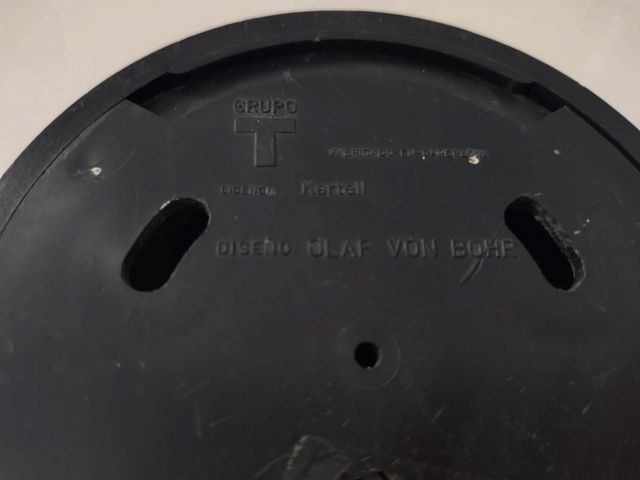 GRUPO
T
FABRICADO EN BARCELONA
LICENCIA Kartell
DISEÑO. OLAF VON BOHR